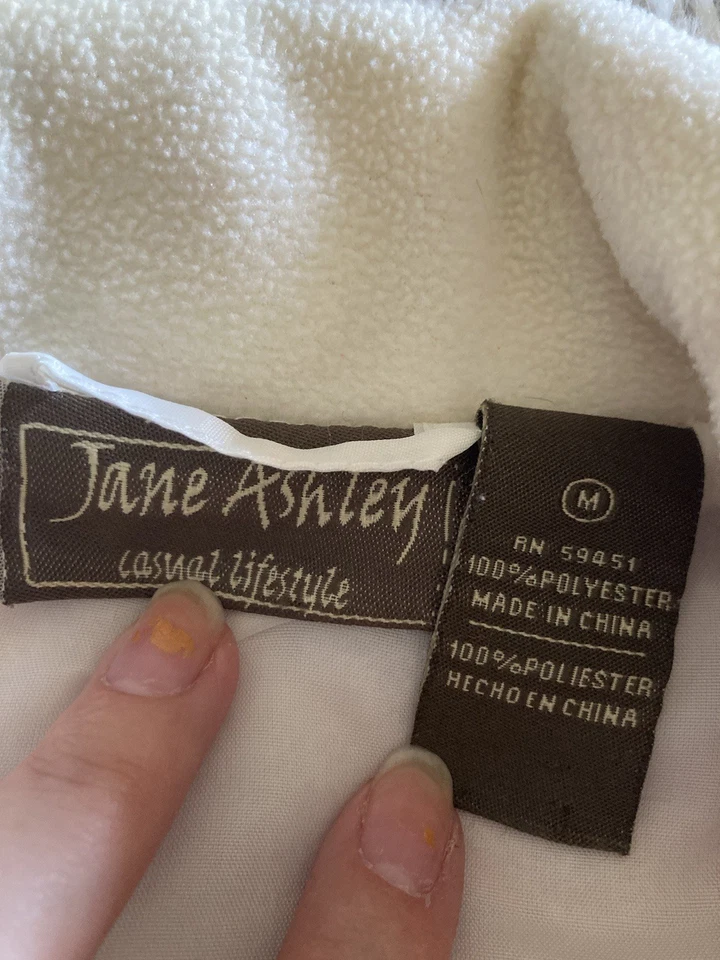 Jane Ashley
casual lifestyle
M
RN 59451
100%POLYESTER
MADE IN CHINA
100%POLIESTER
HECHO EN CHINA